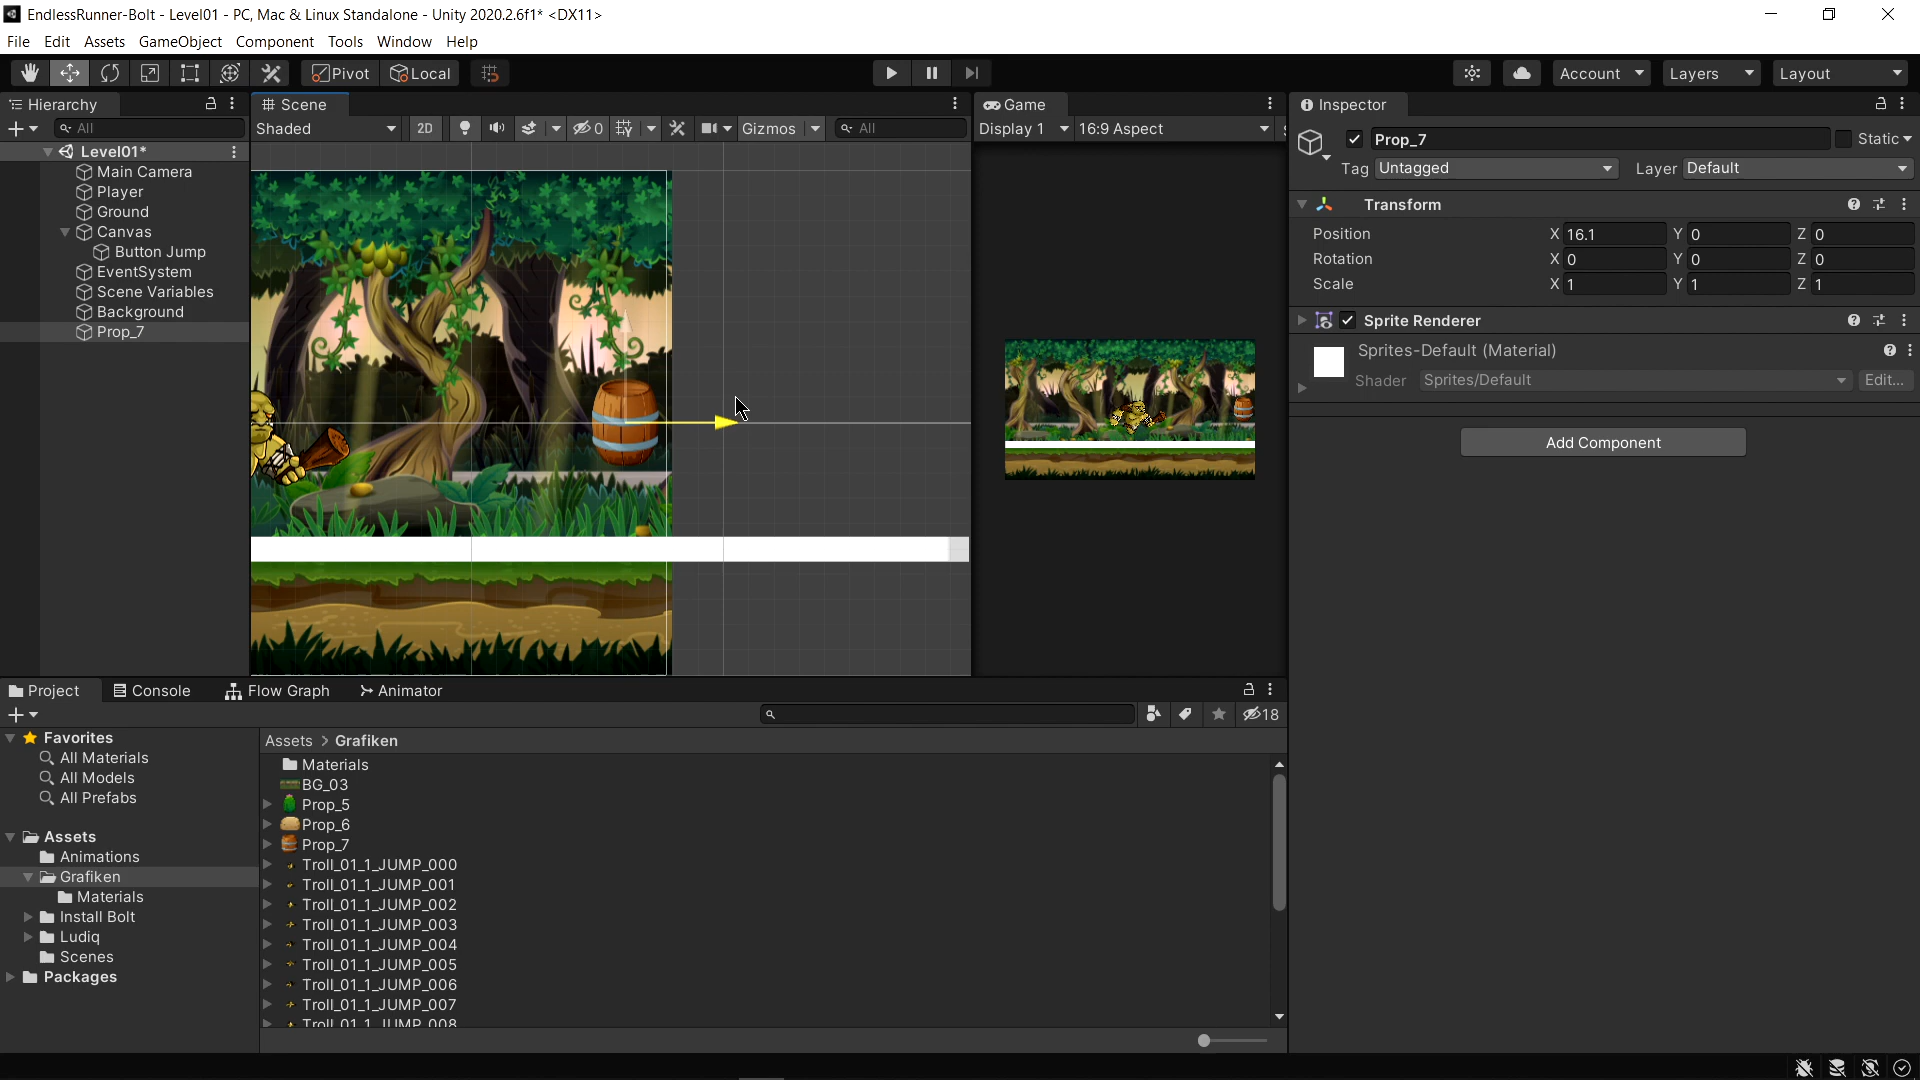 EndlessRunner-Bolt - Level01 - PC, Mac & Linux Standalone - Unity 2020.2.6f1* <DX11>
File Edit Assets GameObject Component Tools Window Help
Pivot Local Account Layers Layout
Hierarchy
All
Level01*
Main Camera
Player
Ground
Canvas
Button Jump
EventSystem
Scene Variables
Background
Prop_7
Scene
Shaded 2D 0 Gizmos All
Game
Display 1 16:9 Aspect
Inspector
Prop_7 Static
Tag Untagged Layer Default
Transform
Position X 16.1 Y 0 Z 0
Rotation X 0 Y 0 Z 0
Scale X 1 Y 1 Z 1
Sprite Renderer
Sprites-Default (Material)
Shader Sprites/Default Edit...
Add Component
Project Console Flow Graph Animator
18
Favorites
All Materials
All Models
All Prefabs
Assets
Animations
Grafiken
Materials
Install Bolt
Ludiq
Scenes
Packages
Assets > Grafiken
Materials
BG_03
Prop_5
Prop_6
Prop_7
Troll_01_1_JUMP_000
Troll_01_1_JUMP_001
Troll_01_1_JUMP_002
Troll_01_1_JUMP_003
Troll_01_1_JUMP_004
Troll_01_1_JUMP_005
Troll_01_1_JUMP_006
Troll_01_1_JUMP_007
Troll_01_1_JUMP_008